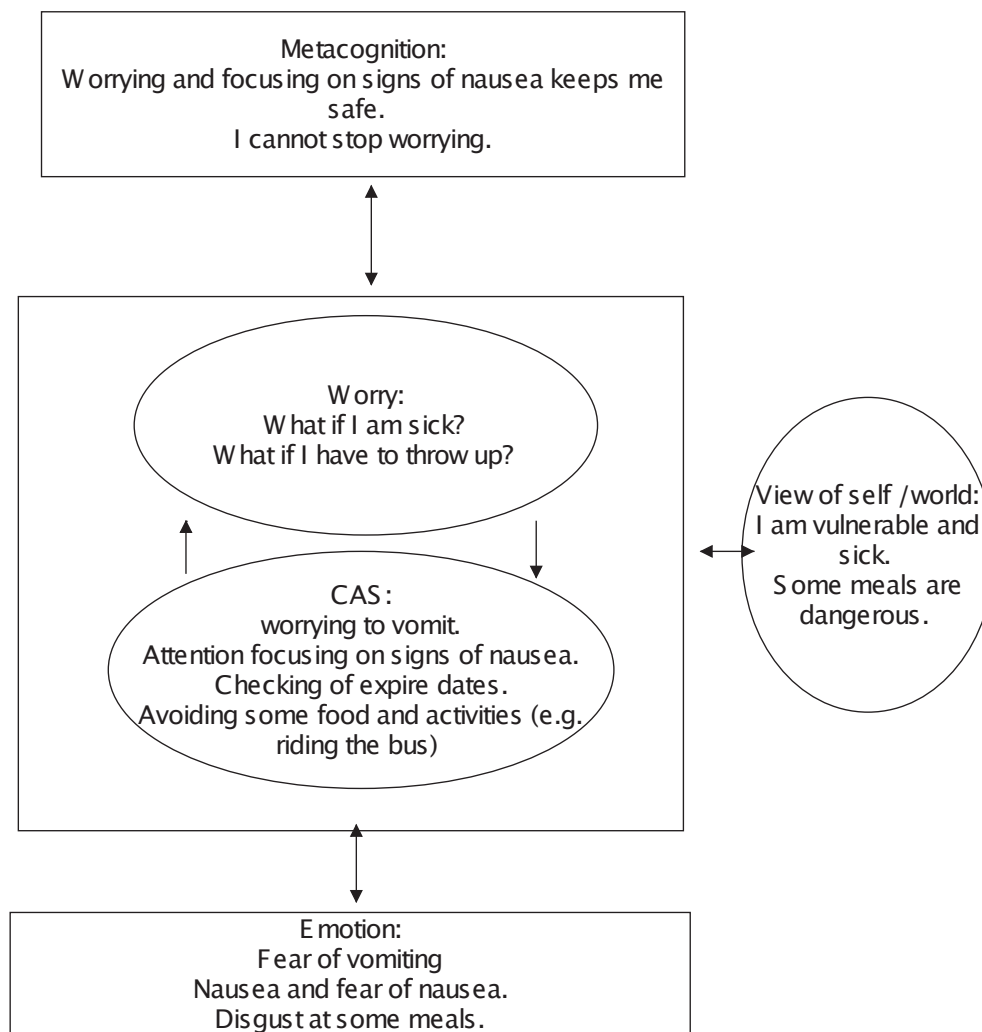 Metacognition:
Worrying and focusing on signs of nausea keeps me
safe.
I cannot stop worrying.
Worry:
What if I am sick?
What if I have to throw up?
View of self /world:
I am vulnerable and
sick.
Some meals are
dangerous.
CAS:
worrying to vomit.
Attention focusing on signs of nausea.
Checking of expire dates.
Avoiding some food and activities (e.g.
riding the bus)
Emotion:
Fear of vomiting
Nausea and fear of nausea.
Disgust at some meals.